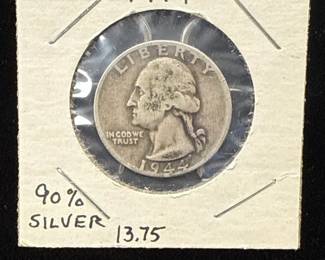 LIBERTY
IN GOD WE
TRUST
1944
90%
SILVER
13.75